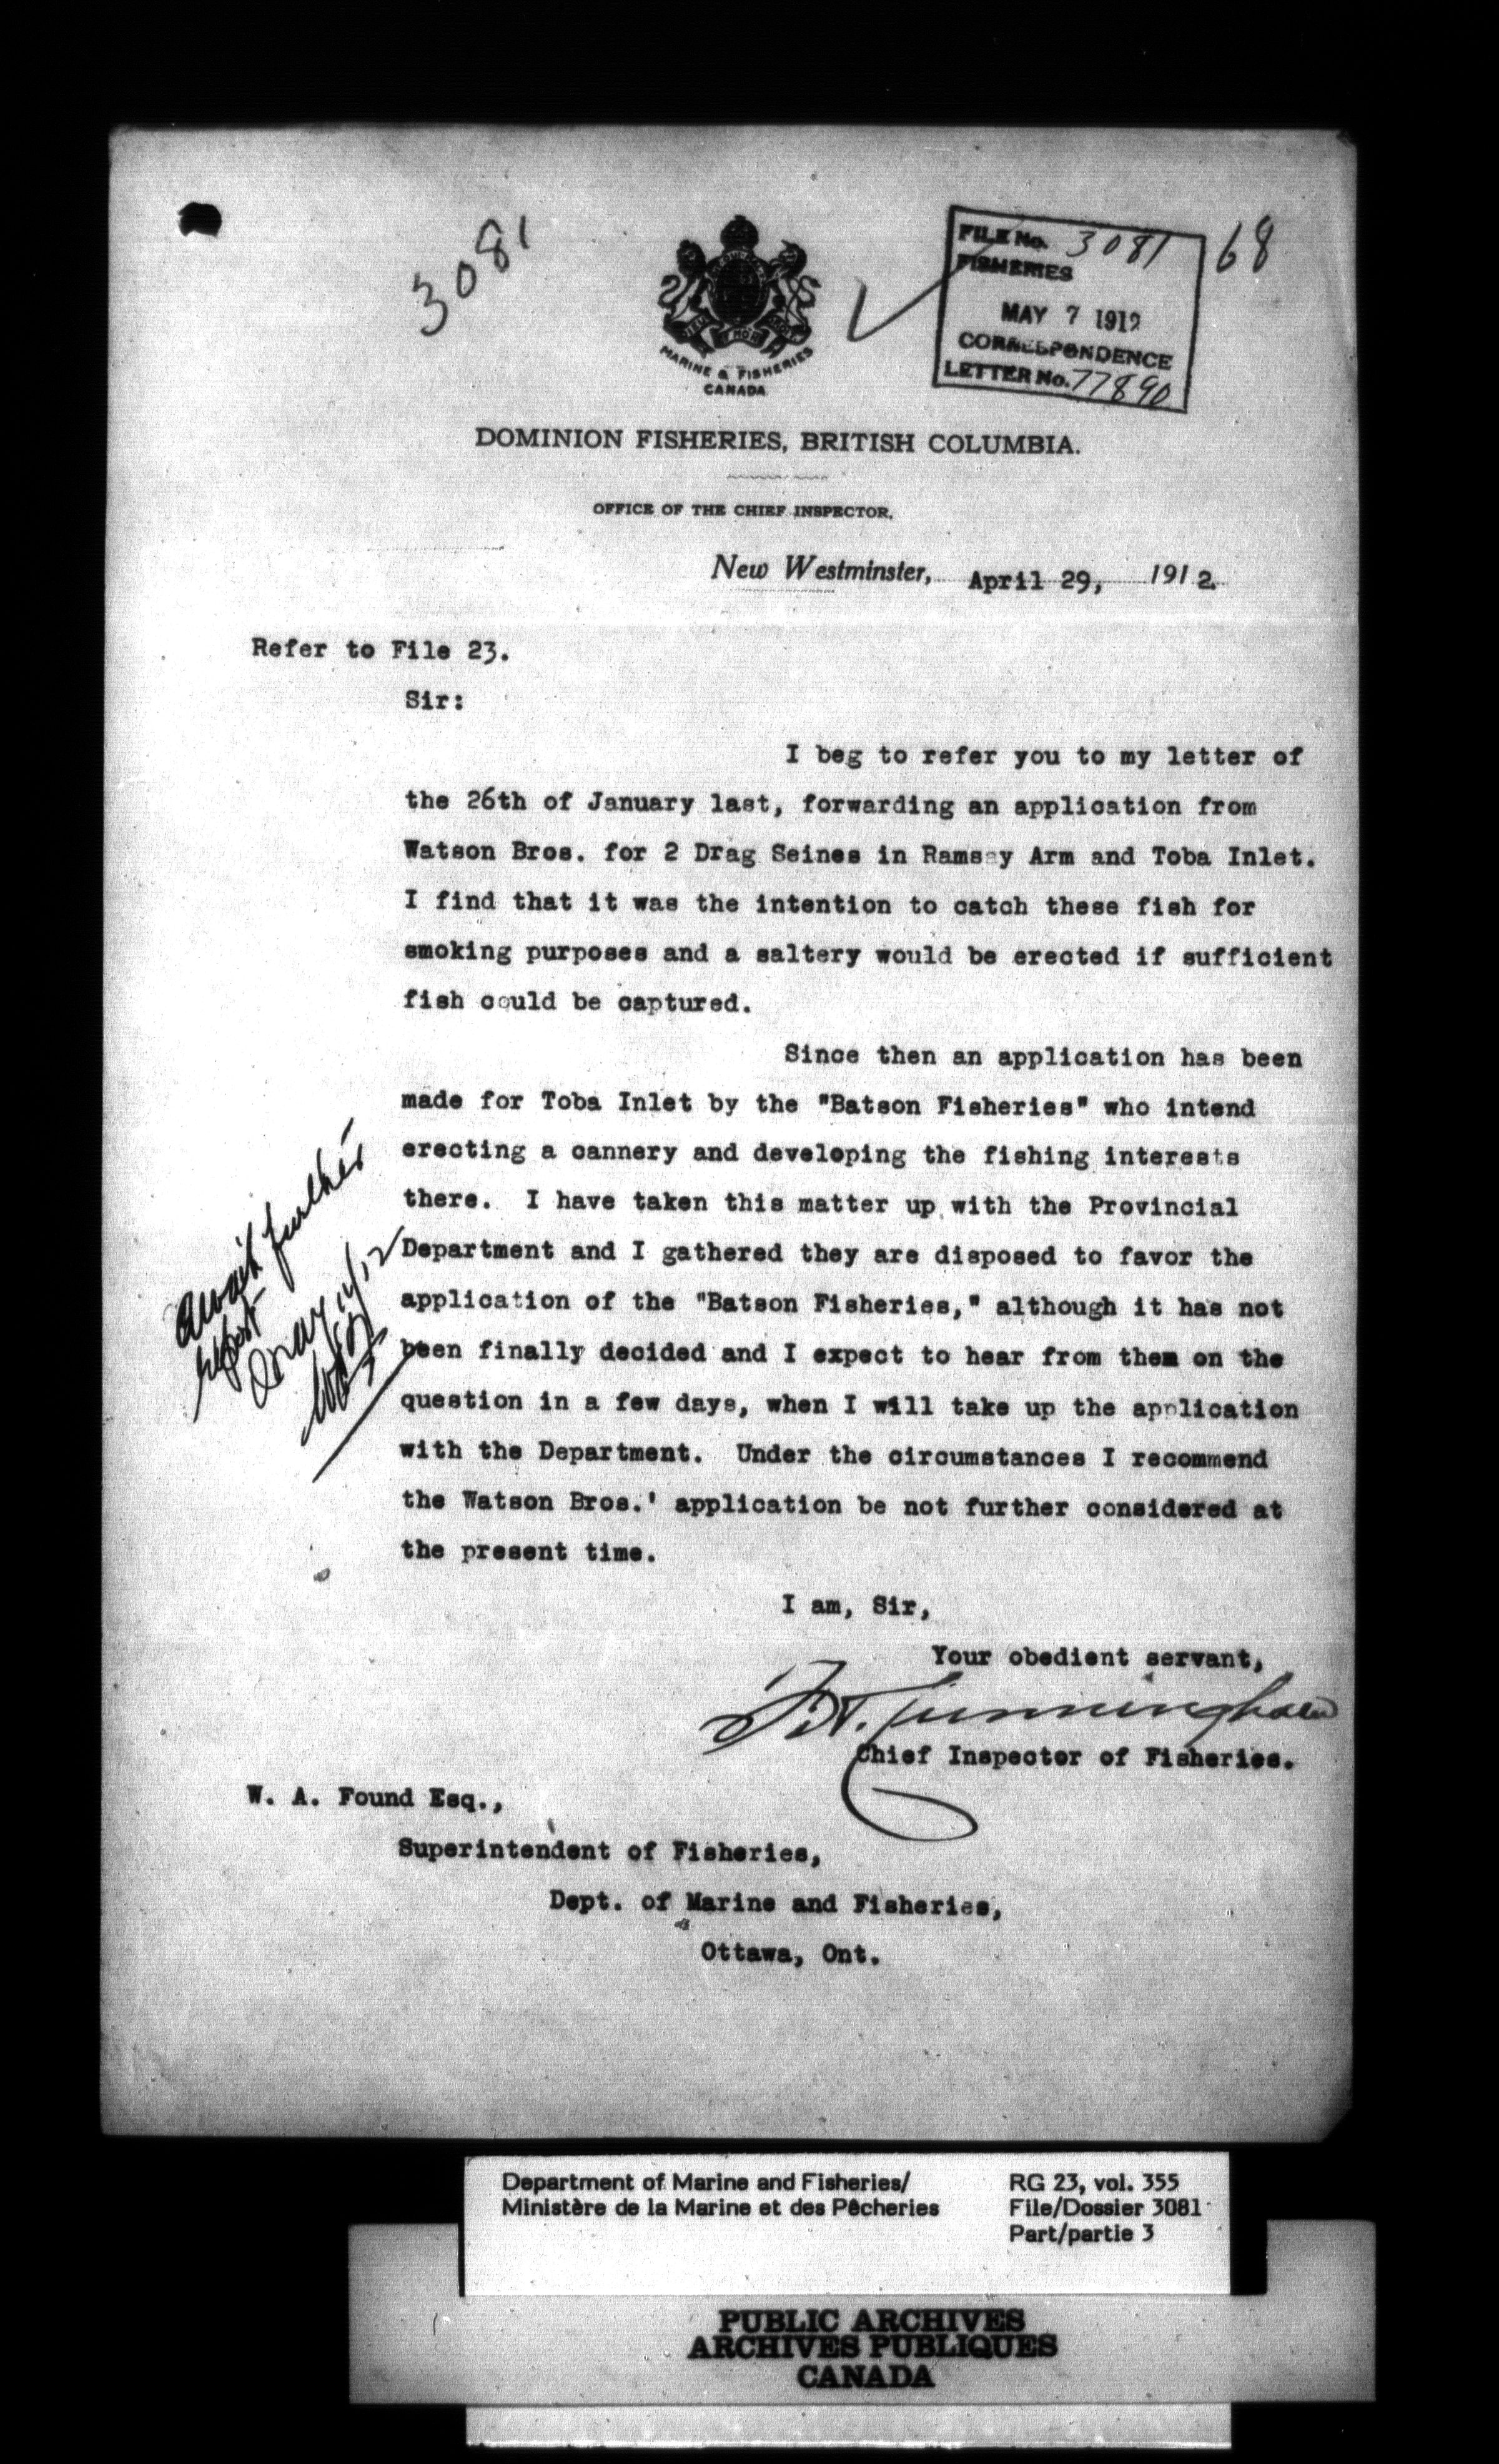 3081
FILE No. 3081
68
FISHERIES
MAY 7 1912
CORRESPONDENCE
LETTER No. 77890
MARINE & FISHERIES
CANADA
DOMINION FISHERIES, BRITISH COLUMBIA.
OFFICE OF THE CHIEF INSPECTOR.
New Westminster, April 29, 1912.
Refer to File 23.
Sir:
I beg to refer you to my letter of
the 26th of January last, forwarding an application from
Watson Bros. for 2 Drag Seines in Ramsay Arm and Toba Inlet.
I find that it was the intention to catch these fish for
smoking purposes and a saltery would be erected if sufficient
fish could be captured.
Since then an application has been
made for Toba Inlet by the "Batson Fisheries" who intend
erecting a cannery and developing the fishing interests
there. I have taken this matter up with the Provincial
Department and I gathered they are disposed to favor the
application of the "Batson Fisheries," although it has not
been finally decided and I expect to hear from them on the
question in a few days, when I will take up the application
with the Department. Under the circumstances I recommend
the Watson Bros.' application be not further considered at
the present time.
Await further
report
May 11/12
I am, Sir,
Your obedient servant,
F. H. Cunningham
Chief Inspector of Fisheries.
W. A. Found Esq.,
Superintendent of Fisheries,
Dept. of Marine and Fisheries,
Ottawa, Ont.
Department of Marine and Fisheries/
Ministère de la Marine et des Pêcheries
RG 23, vol. 355
File/Dossier 3081
Part/partie 3
PUBLIC ARCHIVES
ARCHIVES PUBLIQUES
CANADA